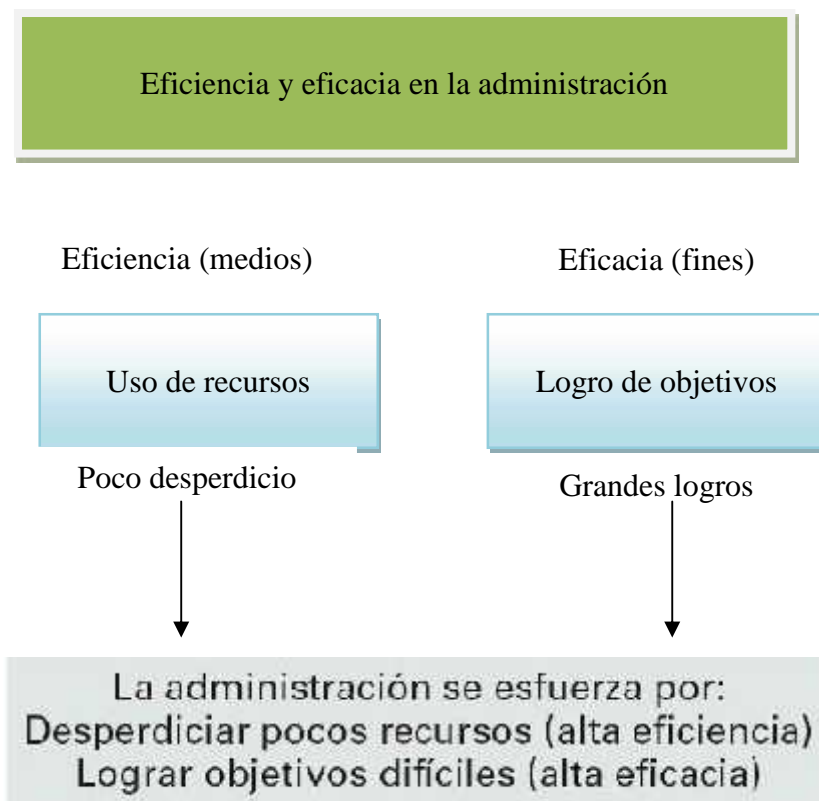 Eficiencia y eficacia en la administración
Eficiencia (medios)
Eficacia (fines)
Uso de recursos
Logro de objetivos
Poco desperdicio
Grandes logros
La administración se esfuerza por:
Desperdiciar pocos recursos (alta eficiencia)
Lograr objetivos difíciles (alta eficacia)